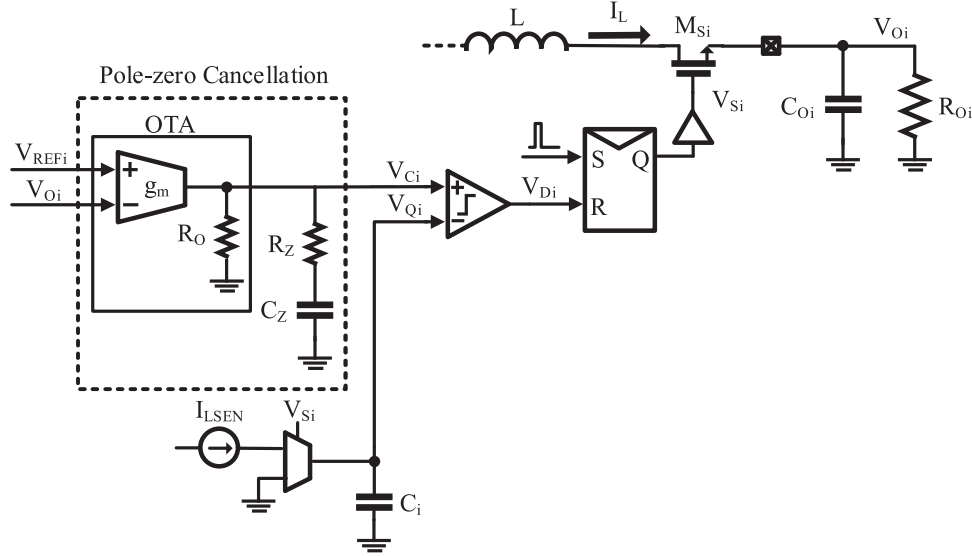 L
I_L
M_Si
V_Oi
Pole-zero Cancellation
V_Si
C_Oi
R_Oi
OTA
V_REFi
+
g_m
V_Oi
−
V_Ci
+
V_Qi
−
V_Di
S
Q
R
R_O
R_Z
C_Z
I_LSEN
V_Si
C_i